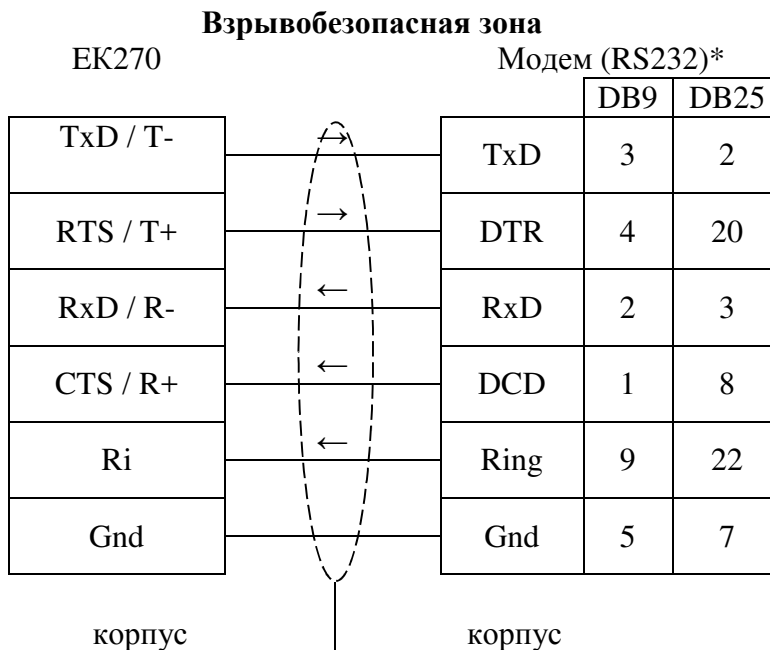 Взрывобезопасная зона
ЕК270 Модем (RS232)*
DB9 DB25
TxD / T- → TxD 3 2
RTS / T+ → DTR 4 20
RxD / R- ← RxD 2 3
CTS / R+ ← DCD 1 8
Ri ← Ring 9 22
Gnd Gnd 5 7
корпус корпус